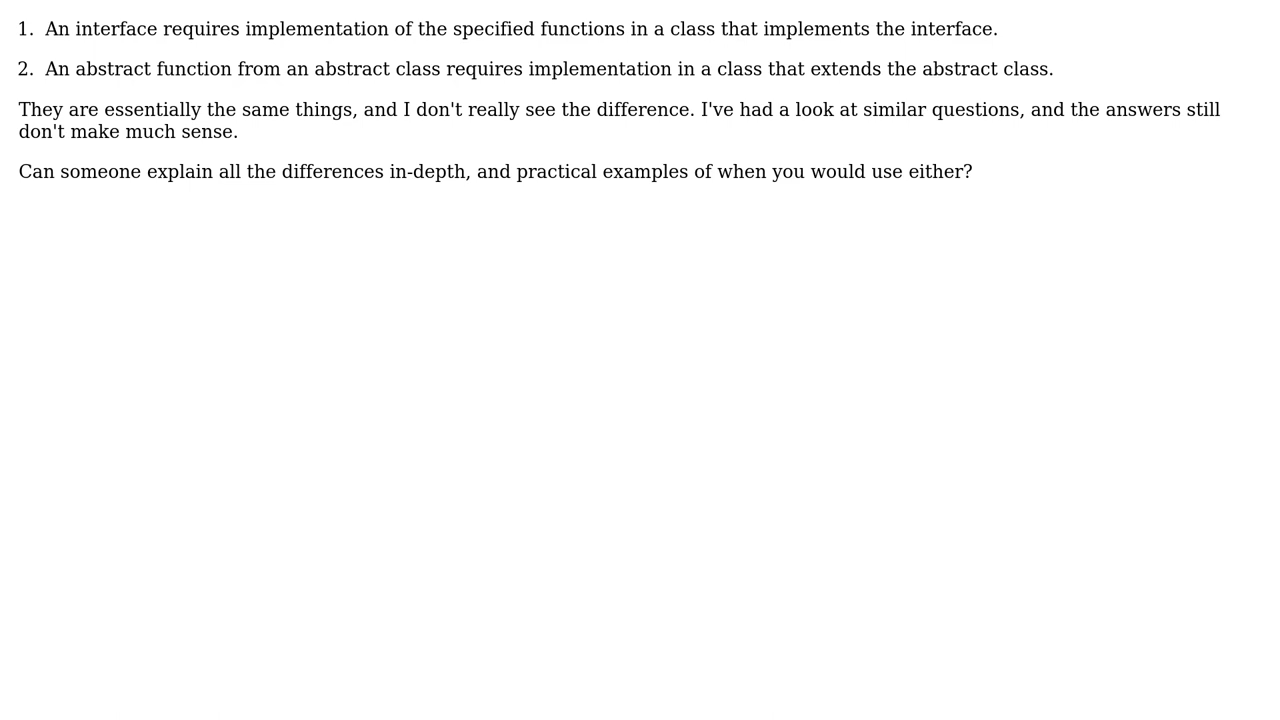 1. An interface requires implementation of the specified functions in a class that implements the interface.
2. An abstract function from an abstract class requires implementation in a class that extends the abstract class.
They are essentially the same things, and I don't really see the difference. I've had a look at similar questions, and the answers still
don't make much sense.
Can someone explain all the differences in-depth, and practical examples of when you would use either?